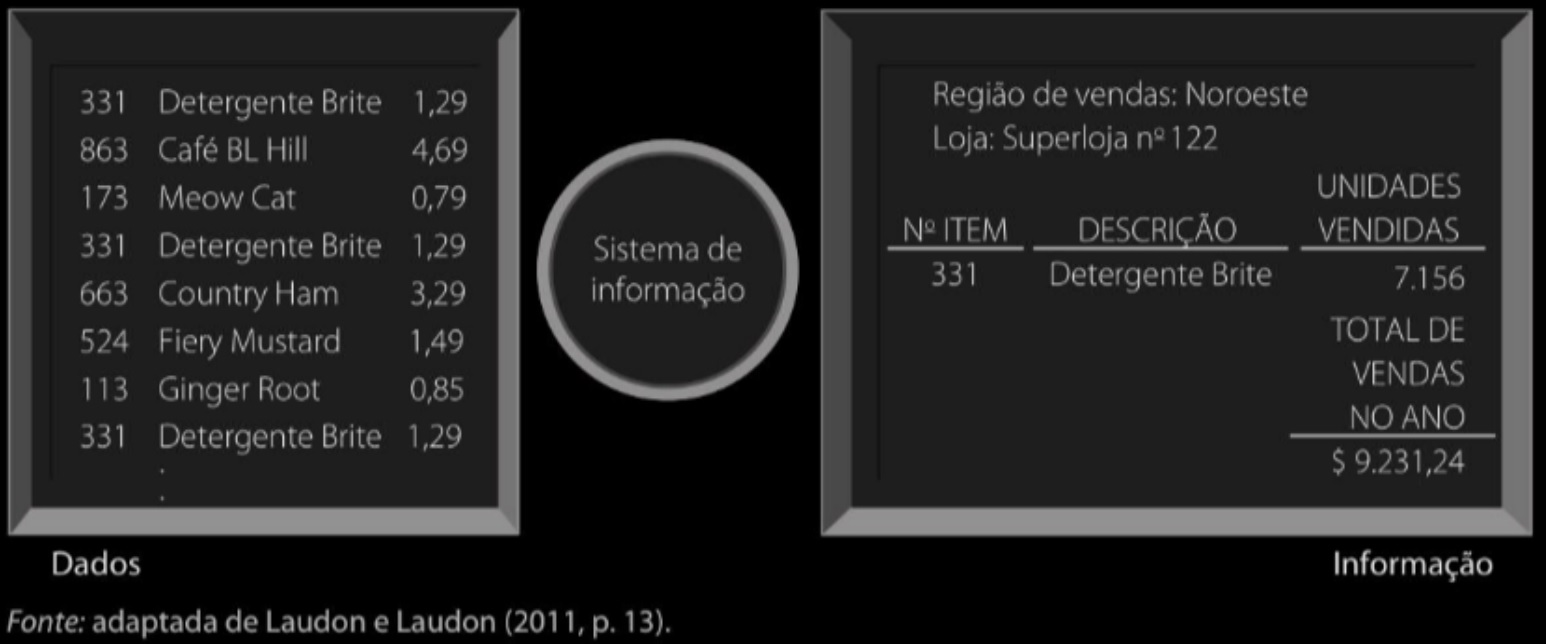 331 Detergente Brite 1,29
863 Café BL Hill 4,69
173 Meow Cat 0,79
331 Detergente Brite 1,29
663 Country Ham 3,29
524 Fiery Mustard 1,49
113 Ginger Root 0,85
331 Detergente Brite 1,29
.
.
Dados
Sistema de
informação
Região de vendas: Noroeste
Loja: Superloja nº 122
UNIDADES
Nº ITEM DESCRIÇÃO VENDIDAS
331 Detergente Brite 7.156
TOTAL DE
VENDAS
NO ANO
$ 9.231,24
Informação
Fonte: adaptada de Laudon e Laudon (2011, p. 13).